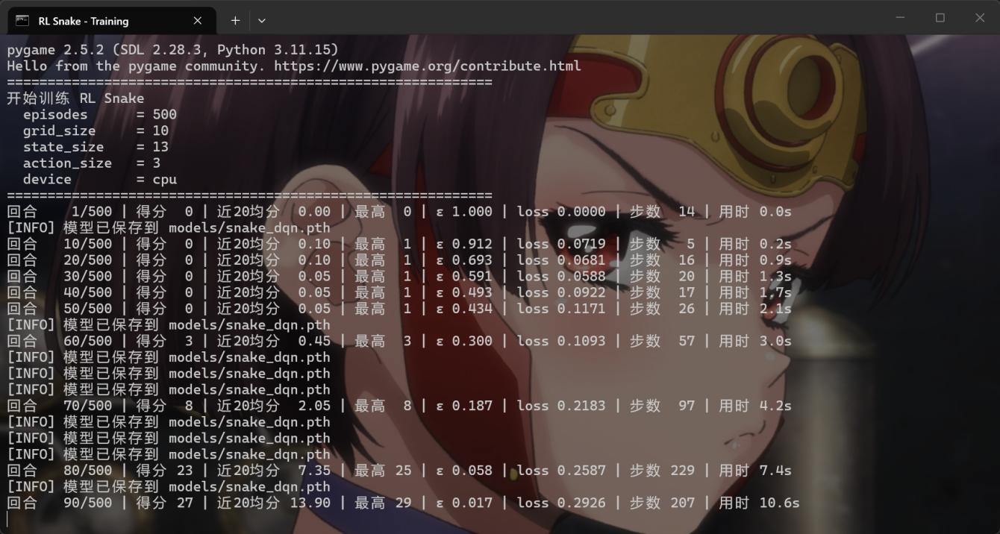 RL Snake - Training
pygame 2.5.2 (SDL 2.28.3, Python 3.11.15)
Hello from the pygame community. https://www.pygame.org/contribute.html
============================================================
开始训练 RL Snake
  episodes      = 500
  grid_size     = 10
  state_size    = 13
  action_size   = 3
  device        = cpu
============================================================
回合    1/500 | 得分  0 | 近20均分  0.00 | 最高  0 | ε 1.000 | loss 0.0000 | 步数  14 | 用时 0.0s
[INFO] 模型已保存到 models/snake_dqn.pth
回合   10/500 | 得分  0 | 近20均分  0.10 | 最高  1 | ε 0.912 | loss 0.0719 | 步数   5 | 用时 0.2s
回合   20/500 | 得分  0 | 近20均分  0.10 | 最高  1 | ε 0.693 | loss 0.0681 | 步数  16 | 用时 0.9s
回合   30/500 | 得分  0 | 近20均分  0.05 | 最高  1 | ε 0.591 | loss 0.0588 | 步数  20 | 用时 1.3s
回合   40/500 | 得分  0 | 近20均分  0.05 | 最高  1 | ε 0.493 | loss 0.0922 | 步数  17 | 用时 1.7s
回合   50/500 | 得分  0 | 近20均分  0.05 | 最高  1 | ε 0.434 | loss 0.1171 | 步数  26 | 用时 2.1s
[INFO] 模型已保存到 models/snake_dqn.pth
回合   60/500 | 得分  3 | 近20均分  0.45 | 最高  3 | ε 0.300 | loss 0.1093 | 步数  57 | 用时 3.0s
[INFO] 模型已保存到 models/snake_dqn.pth
[INFO] 模型已保存到 models/snake_dqn.pth
[INFO] 模型已保存到 models/snake_dqn.pth
回合   70/500 | 得分  8 | 近20均分  2.05 | 最高  8 | ε 0.187 | loss 0.2183 | 步数  97 | 用时 4.2s
[INFO] 模型已保存到 models/snake_dqn.pth
[INFO] 模型已保存到 models/snake_dqn.pth
[INFO] 模型已保存到 models/snake_dqn.pth
回合   80/500 | 得分 23 | 近20均分  7.35 | 最高 25 | ε 0.058 | loss 0.2587 | 步数 229 | 用时 7.4s
[INFO] 模型已保存到 models/snake_dqn.pth
回合   90/500 | 得分 27 | 近20均分 13.90 | 最高 29 | ε 0.017 | loss 0.2926 | 步数 207 | 用时 10.6s